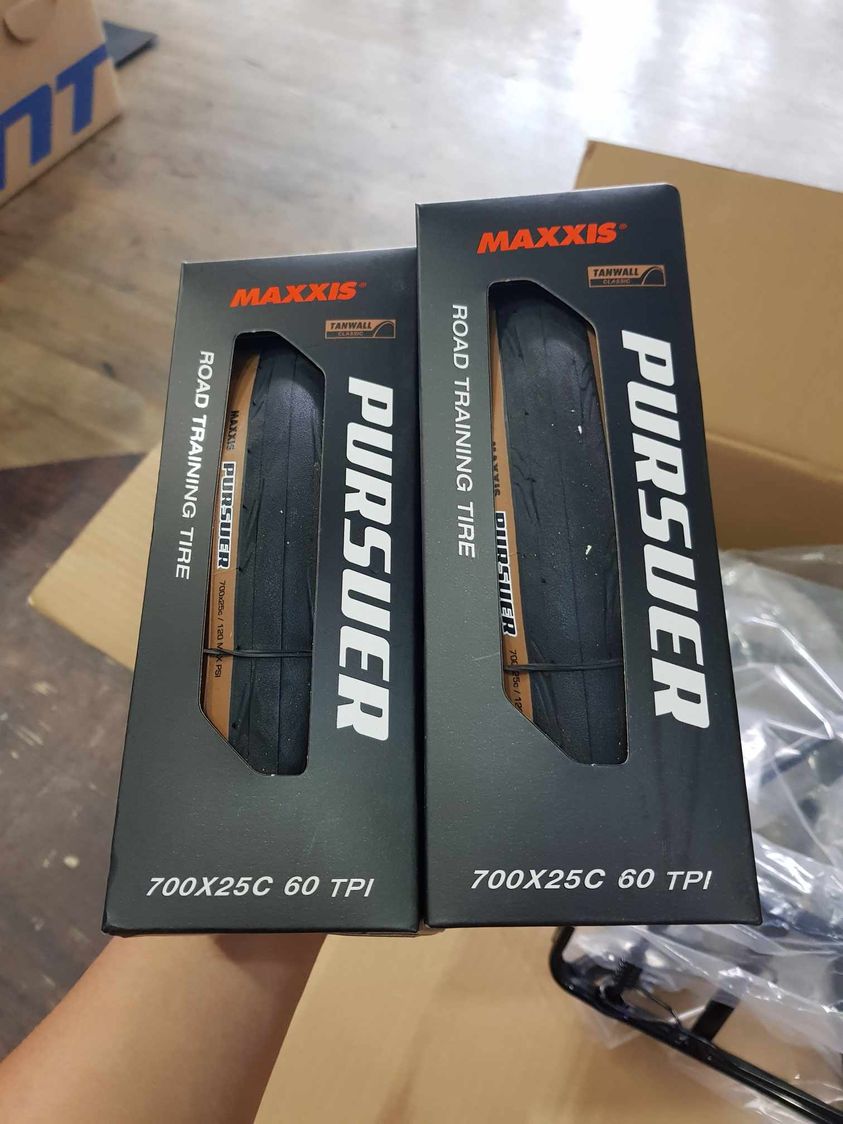 NT
MAXXIS®
TANWALL
CLASSIC
ROAD TRAINING TIRE
MAXXIS
PURSUER
700x25c / 120 MAX PSI
PURSUER
700X25C 60 TPI
MAXXIS®
TANWALL
CLASSIC
ROAD TRAINING TIRE
MAXXIS
PURSUER
700x25c / 12
PURSUER
700X25C 60 TPI